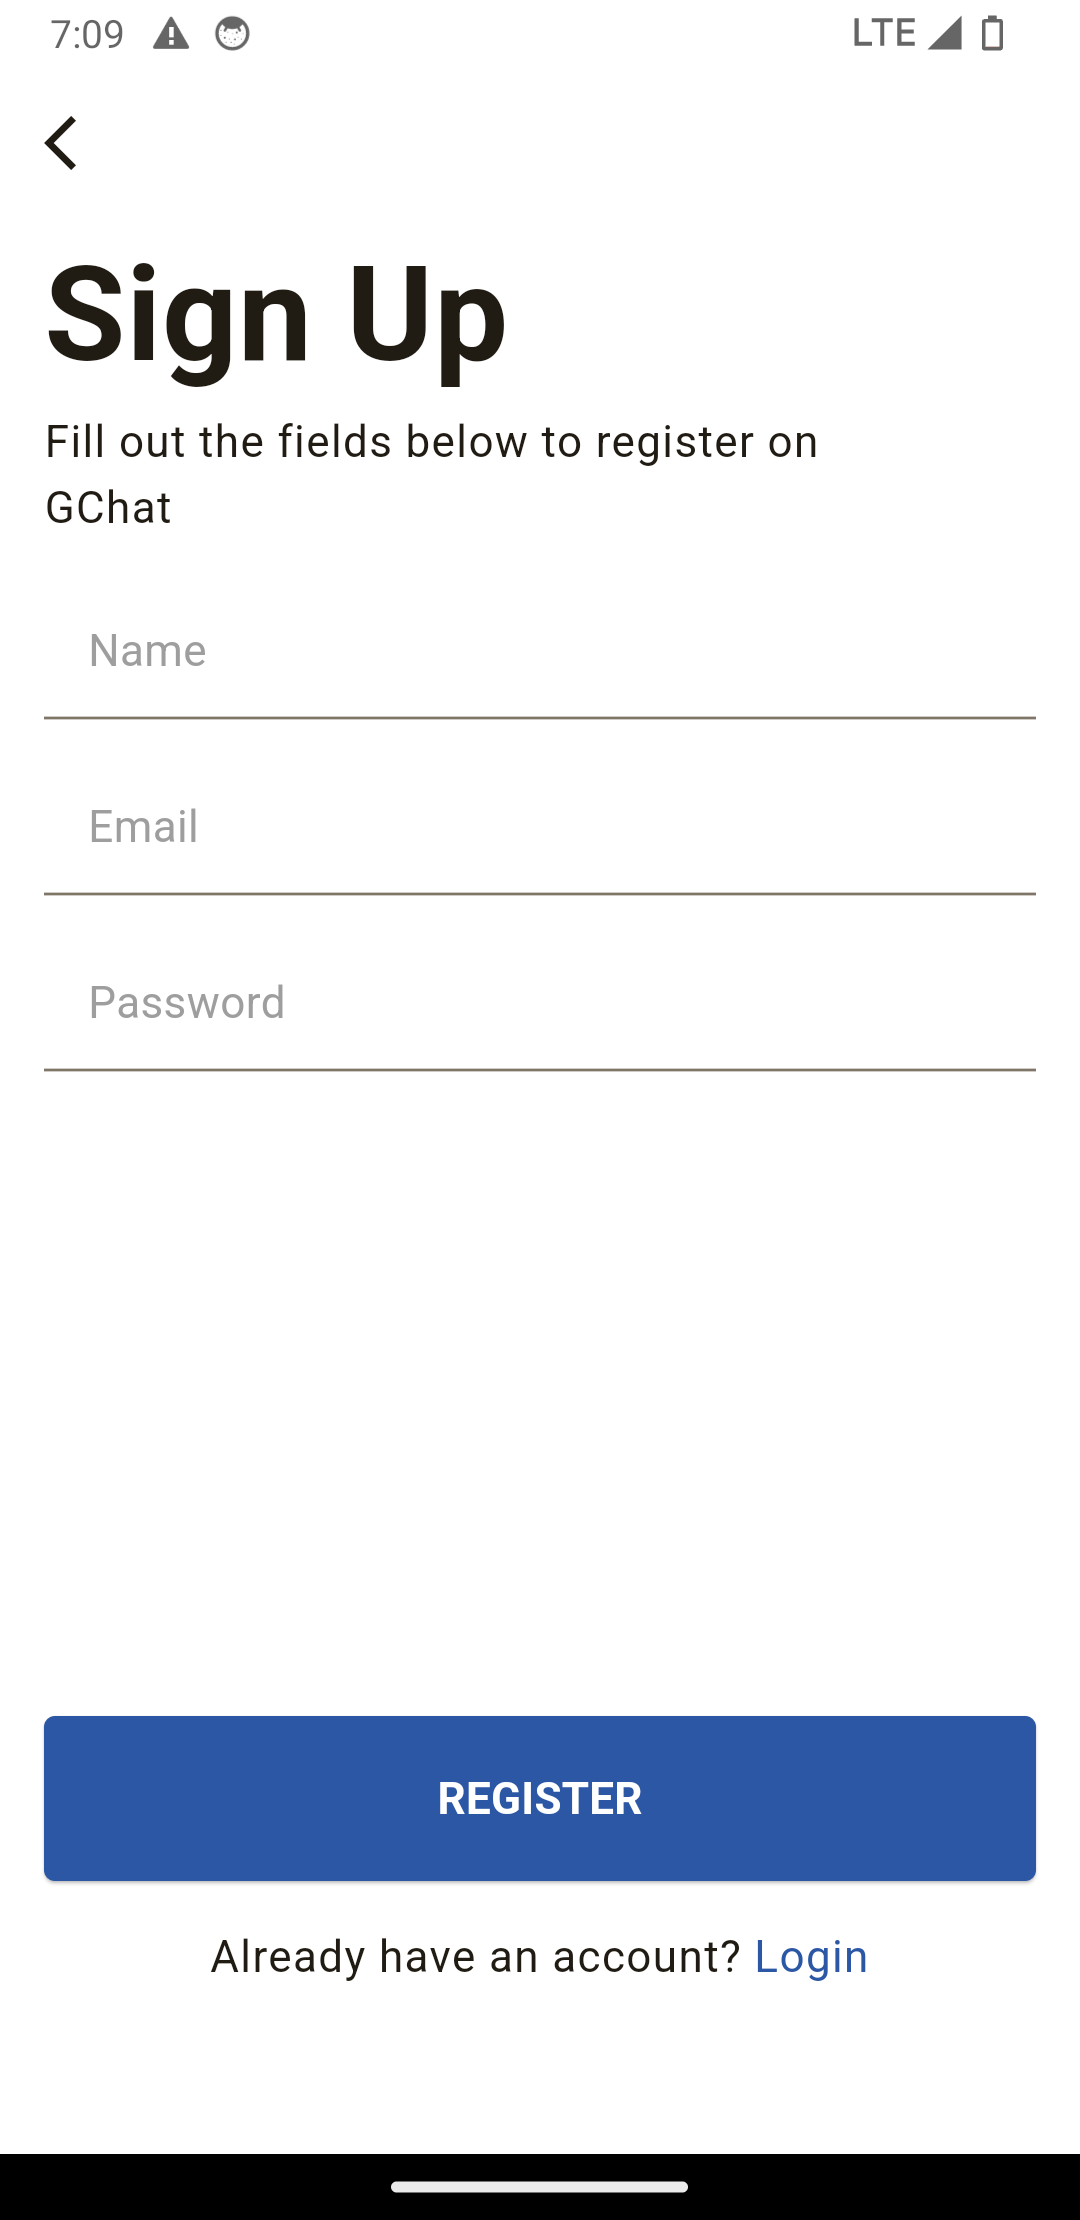 7:09 LTE
Sign Up
Fill out the fields below to register on
GChat
Name
Email
Password
REGISTER
Already have an account? Login